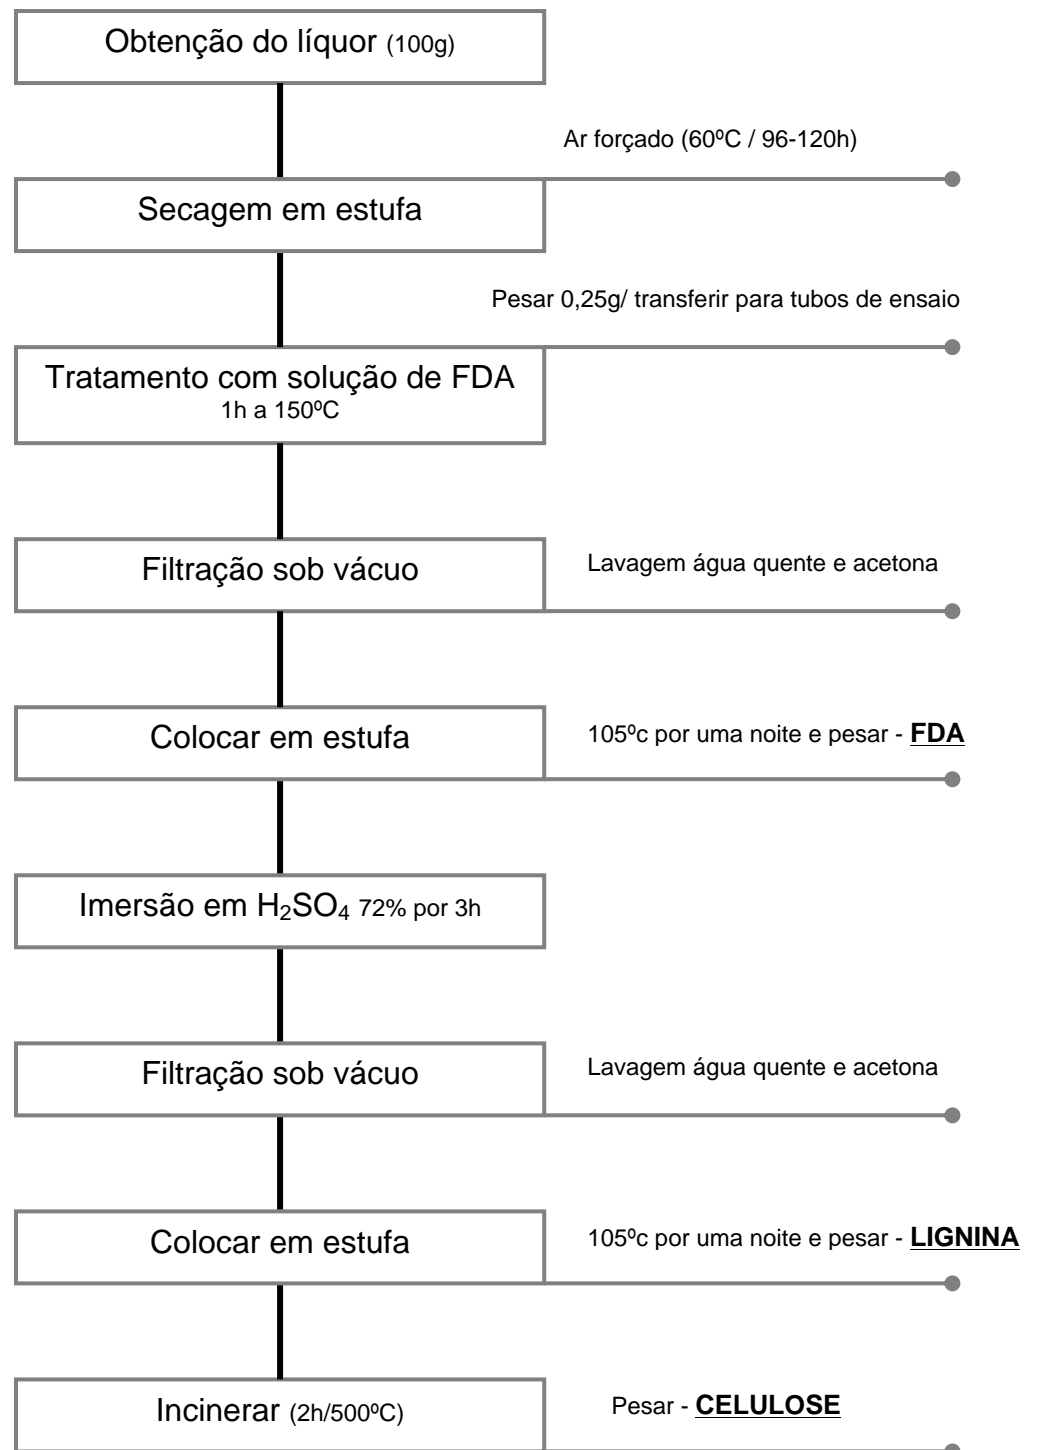 Obtenção do líquor (100g)
Ar forçado (60ºC / 96-120h)
Secagem em estufa
Pesar 0,25g/ transferir para tubos de ensaio
Tratamento com solução de FDA
1h a 150ºC
Filtração sob vácuo
Lavagem água quente e acetona
Colocar em estufa
105ºc por uma noite e pesar - FDA
Imersão em H₂SO₄ 72% por 3h
Filtração sob vácuo
Lavagem água quente e acetona
Colocar em estufa
105ºc por uma noite e pesar - LIGNINA
Incinerar (2h/500ºC)
Pesar - CELULOSE